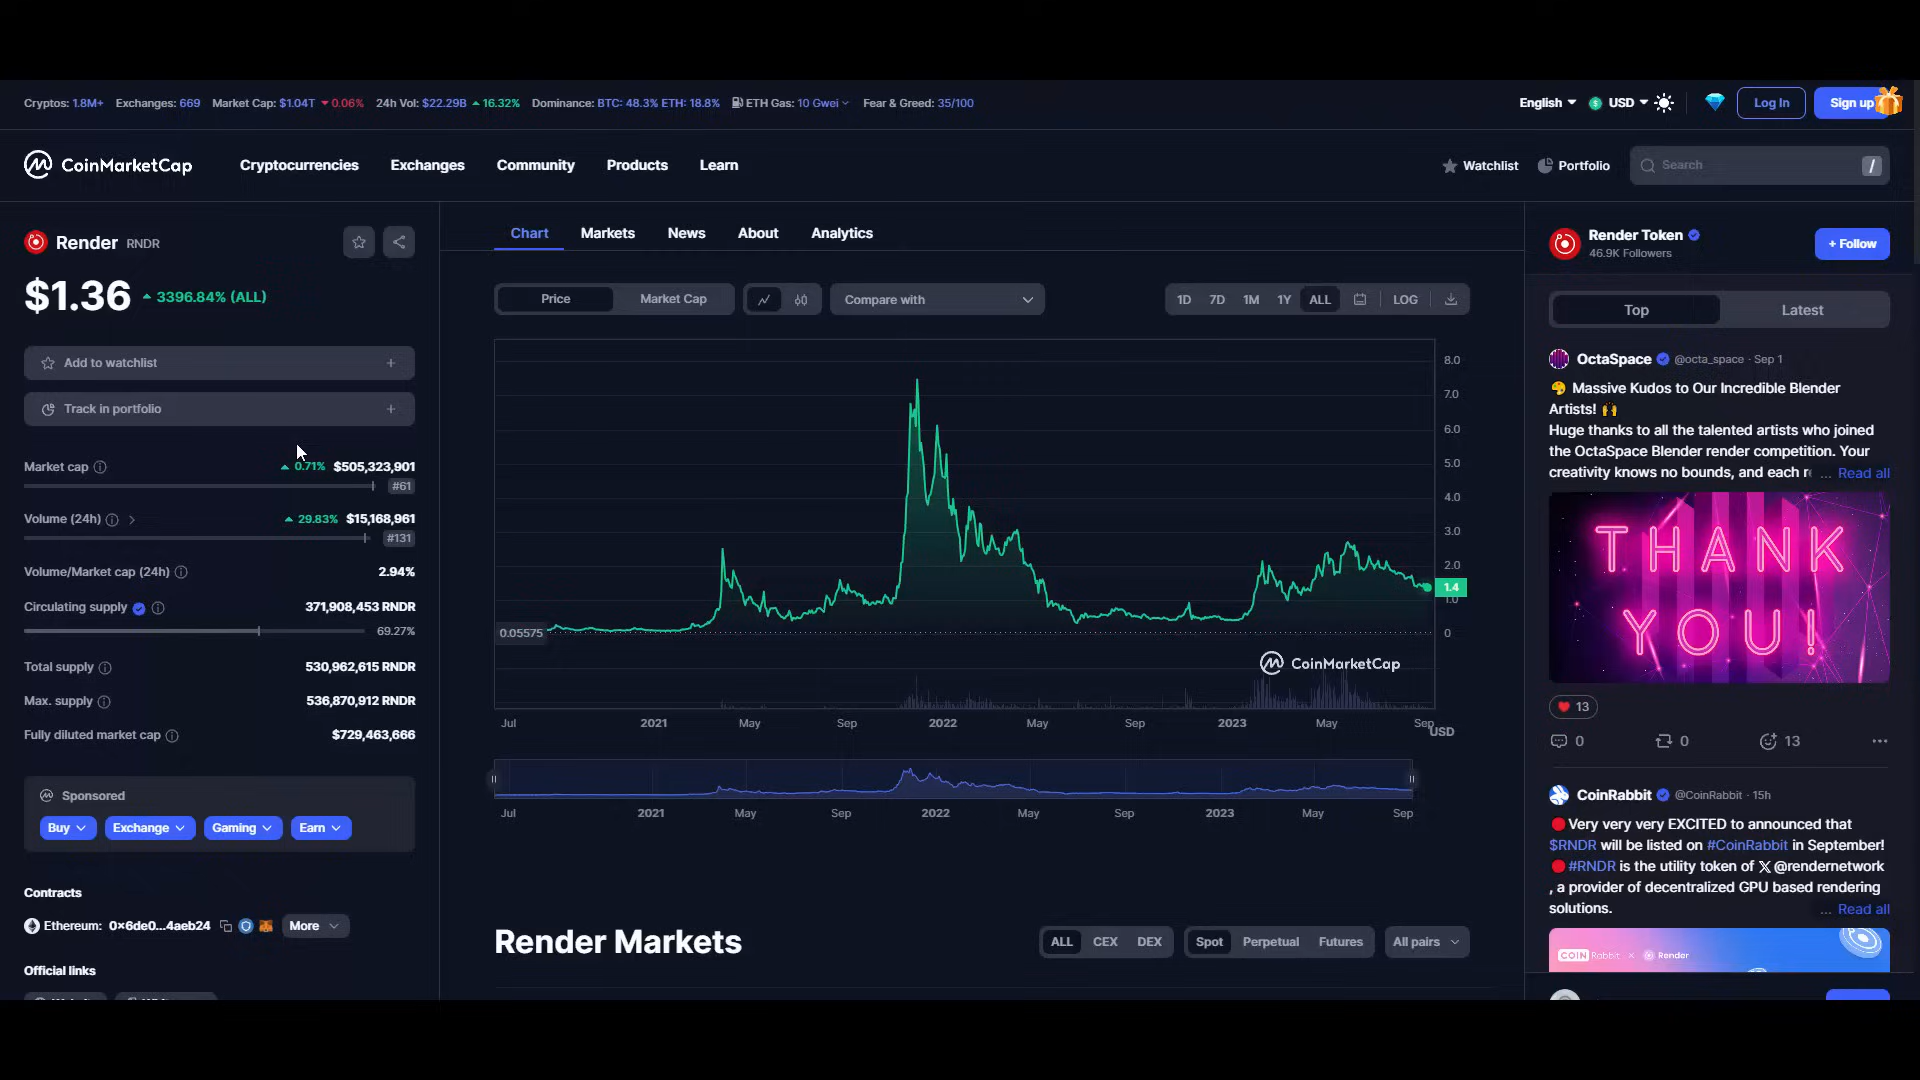 Cryptos: 1.8M+ Exchanges: 669 Market Cap: $1.04T 0.06% 24h Vol: $22.29B 16.32% Dominance: BTC: 48.3% ETH: 18.8% ETH Gas: 10 Gwei Fear & Greed: 35/100
English USD Log In Sign up
CoinMarketCap Cryptocurrencies Exchanges Community Products Learn
Watchlist Portfolio Search /
Render RNDR
$1.36 3396.84% (ALL)
Add to watchlist +
Track in portfolio +
Market cap 0.71% $505,323,901
#61
Volume (24h) 29.83% $15,168,961
#131
Volume/Market cap (24h) 2.94%
Circulating supply 371,908,453 RNDR
69.27%
Total supply 530,962,615 RNDR
Max. supply 536,870,912 RNDR
Fully diluted market cap $729,463,666
Sponsored
Buy Exchange Gaming Earn
Contracts
Ethereum: 0x6de0...4aeb24 More
Official links
Chart Markets News About Analytics
Price Market Cap Compare with
1D 7D 1M 1Y ALL LOG
8.0
7.0
6.0
5.0
4.0
3.0
2.0
1.4
1.0
0.05575
0
CoinMarketCap
Jul 2021 May Sep 2022 May Sep 2023 May Sep
USD
Jul 2021 May Sep 2022 May Sep 2023 May Sep
Render Markets
ALL CEX DEX Spot Perpetual Futures All pairs
Render Token
46.9K Followers
+ Follow
Top Latest
OctaSpace @octa_space · Sep 1
Massive Kudos to Our Incredible Blender
Artists!
Huge thanks to all the talented artists who joined
the OctaSpace Blender render competition. Your
creativity knows no bounds, and each r ... Read all
THANK
YOU!
13
0 0 13
CoinRabbit @CoinRabbit · 15h
Very very very EXCITED to announced that
$RNDR will be listed on #CoinRabbit in September!
#RNDR is the utility token of X @rendernetwork
, a provider of decentralized GPU based rendering
solutions. ... Read all
COIN Rabbit x Render